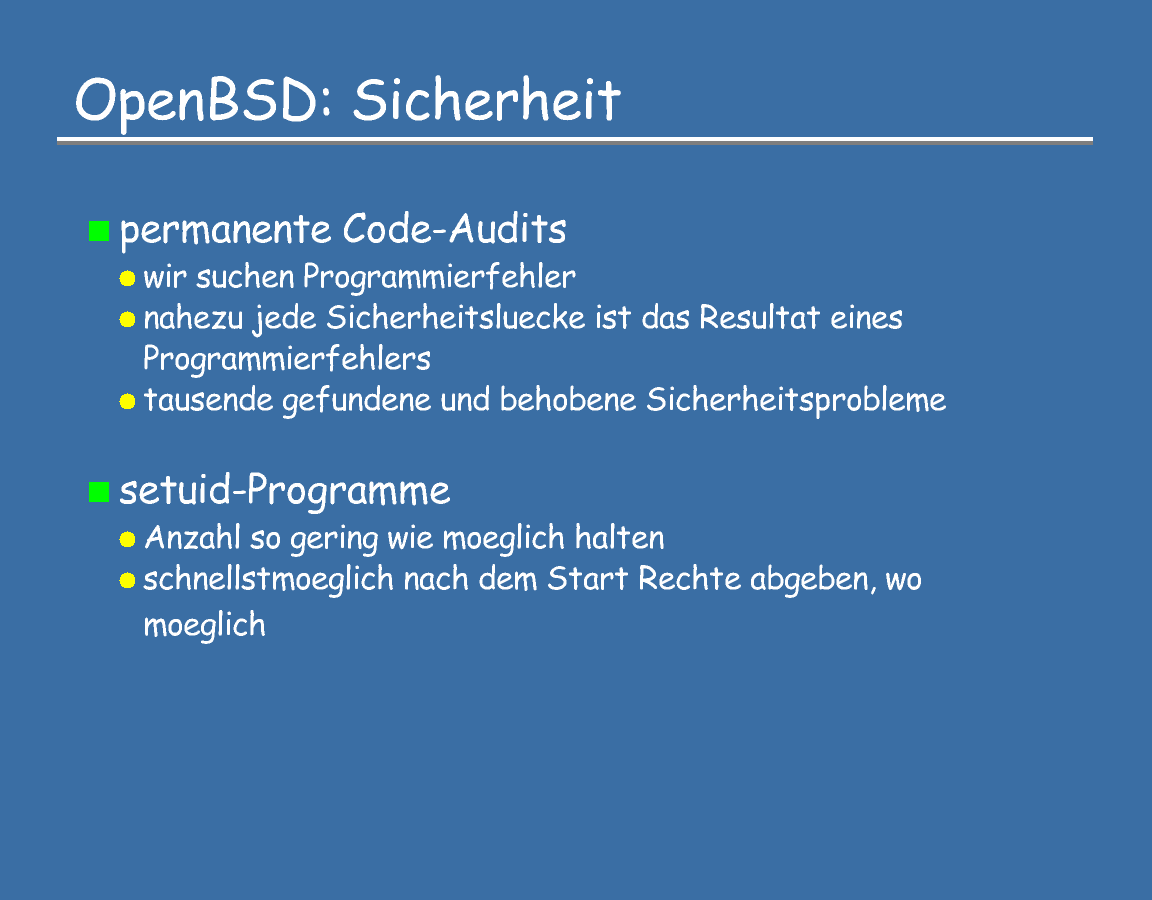 OpenBSD: Sicherheit
permanente Code-Audits
wir suchen Programmierfehler
nahezu jede Sicherheitsluecke ist das Resultat eines
Programmierfehlers
tausende gefundene und behobene Sicherheitsprobleme
setuid-Programme
Anzahl so gering wie moeglich halten
schnellstmoeglich nach dem Start Rechte abgeben, wo
moeglich